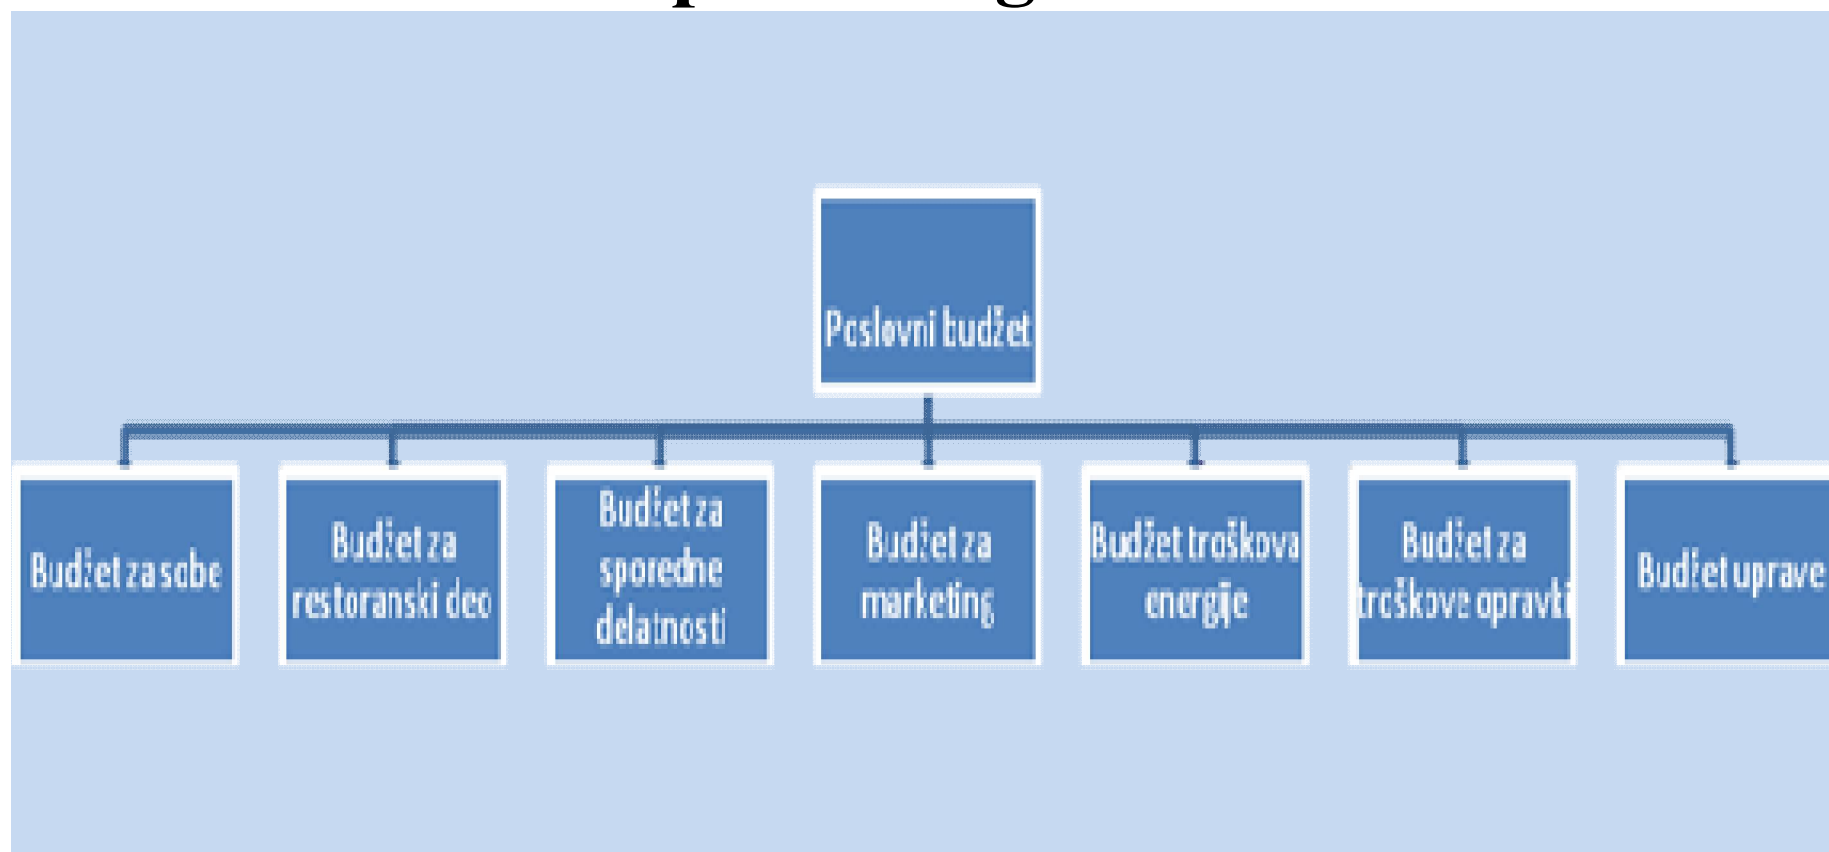 Poslovni budžet
Budžet za sobe
Budžet za
restoranski deo
Budžet za
sporedne
delatnosti
Budžet za
marketing
Budžet troškova
energije
Budžet za
troškove opravki
Budžet uprave